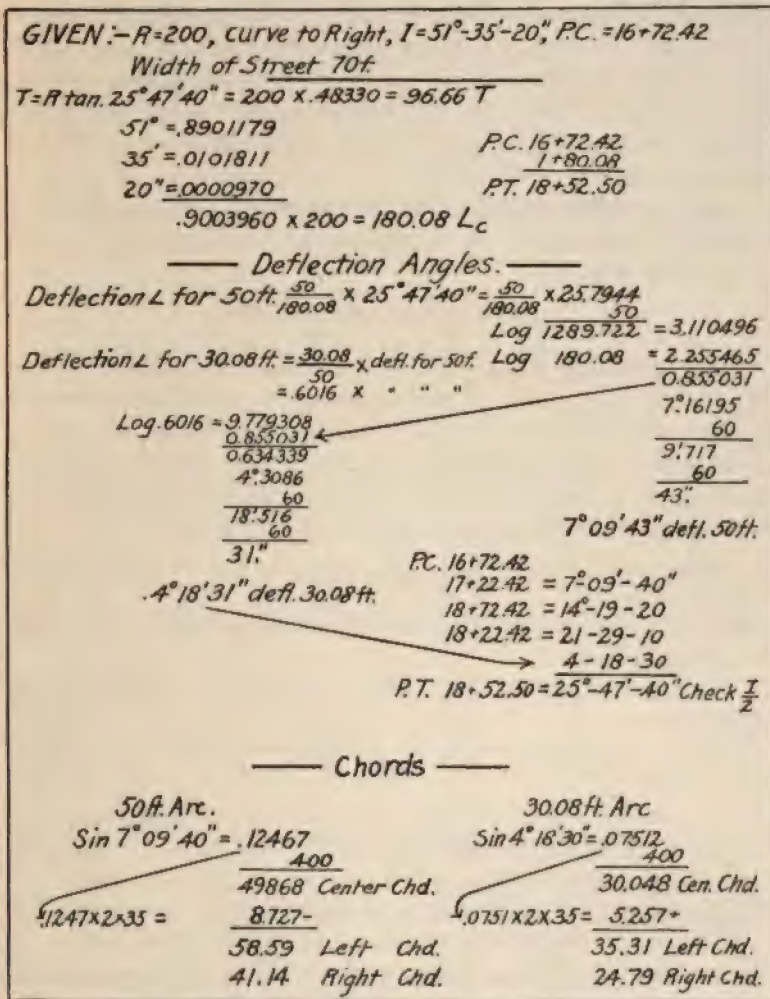 GIVEN:- R=200, curve to Right, I=51°-35'-20", P.C.=16+72.42
Width of Street 70f.
T=R tan. 25°47'40" = 200 x .48330 = 96.66 T
51° = .8901179
35' = .0101811
20" = .0000970
.9003960 x 200 = 180.08 Lc
P.C. 16+72.42
1+80.08
P.T. 18+52.50
Deflection Angles.
Deflection ∠ for 50ft. 50/180.08 x 25°47'40" = 50/180.08 x 25.7944
50
Log 1289.722 = 3.110496
Deflection ∠ for 30.08 ft. = 30.08/50 x defl. for 50f. Log 180.08 = 2.255465
= .6016 x " " "
0.855031
7°.16195
60
9'.717
60
43".
7°09'43" defl. 50ft.
Log .6016 = 9.779308
0.855031
0.634339
4°.3086
60
18'.516
60
31."
.4°18'31" defl. 30.08 ft.
P.C. 16+72.42
17+22.42 = 7°-09'-40"
18+72.42 = 14°-19-20
18+22.42 = 21-29-10
4-18-30
P.T. 18+52.50 = 25°-47'-40" Check I/2
Chords
50ft. Arc.
Sin 7°09'40" = .12467
400
49868 Center Chd.
.1247x2x35 = 8.727-
58.59 Left Chd.
41.14 Right Chd.
30.08 ft. Arc
Sin 4°18'30" = .07512
400
30.048 Cen. Chd.
.0751x2x35 = 5.257+
35.31 Left Chd.
24.79 Right Chd.